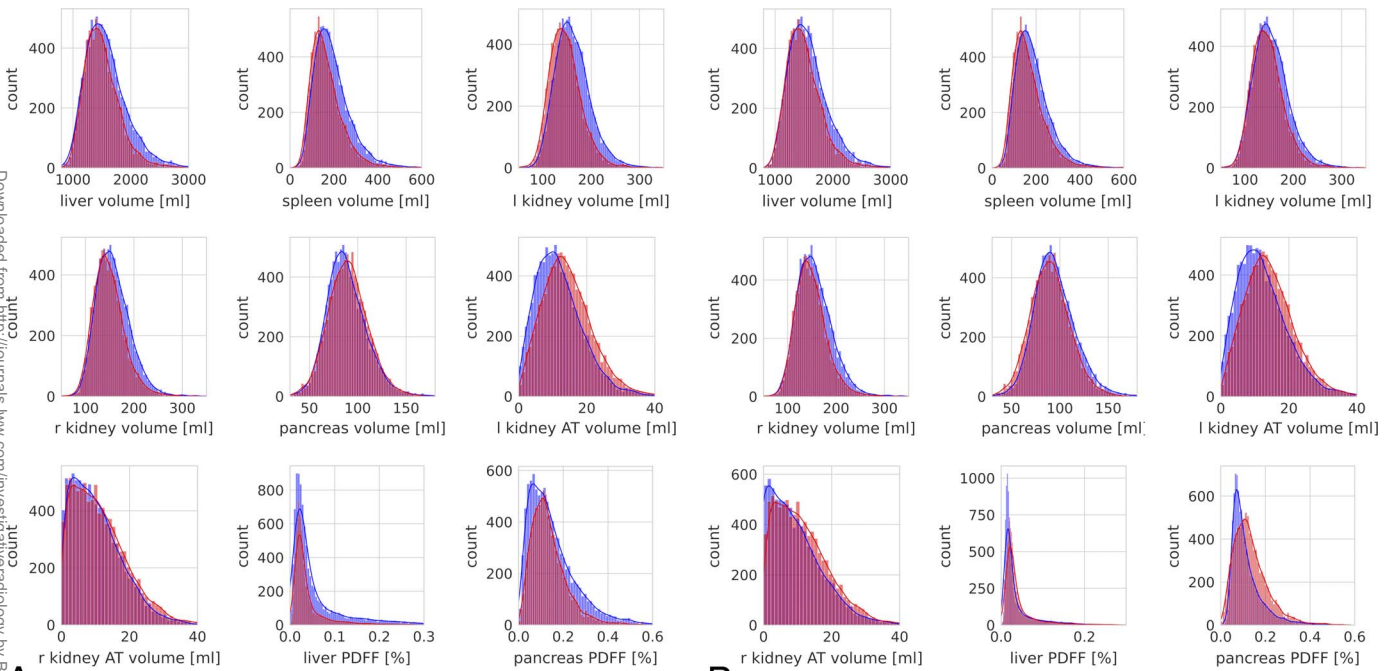 400 200 0 count 1000 2000 3000 liver volume [ml]
400 200 0 count 0 200 400 600 spleen volume [ml]
400 200 0 count 100 200 300 l kidney volume [ml]
400 200 0 count 1000 2000 3000 liver volume [ml]
400 200 0 count 0 200 400 600 spleen volume [ml]
400 200 0 count 100 200 300 l kidney volume [ml]
400 200 0 count 100 200 300 r kidney volume [ml]
400 200 0 count 50 100 150 pancreas volume [ml]
400 200 0 count 0 20 40 l kidney AT volume [ml]
400 200 0 count 100 200 300 r kidney volume [ml]
400 200 0 count 50 100 150 pancreas volume [ml]
400 200 0 count 0 20 40 l kidney AT volume [ml]
400 200 0 count 0 20 40 r kidney AT volume [ml]
800 600 400 200 0 count 0.0 0.1 0.2 0.3 liver PDFF [%]
600 400 200 0 count 0.0 0.2 0.4 0.6 pancreas PDFF [%]
600 400 200 0 count 0 20 40 r kidney AT volume [ml]
1000 750 500 250 0 count 0.0 0.2 liver PDFF [%]
600 400 200 0 count 0.0 0.2 0.4 0.6 pancreas PDFF [%]